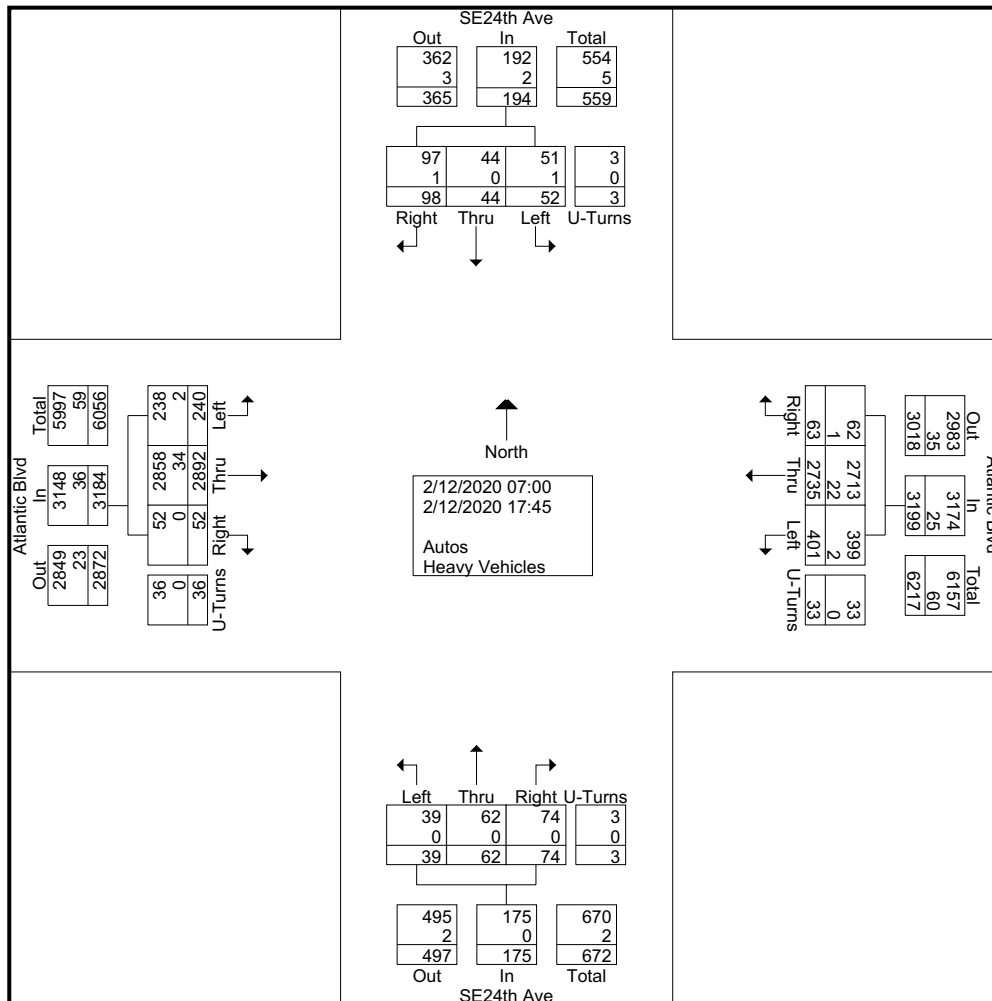 SE24th Ave
Out In Total
362 192 554
3 2 5
365 194 559
97 44 51 3
1 0 1 0
98 44 52 3
Right Thru Left U-Turns
Atlantic Blvd
Total In Out
5997 3148 2849
59 36 23
6056 3184 2872
238 2858 52 36
2 34 0 0
240 2892 52 36
Left Thru Right U-Turns
North
2/12/2020 07:00
2/12/2020 17:45
Autos
Heavy Vehicles
Right Thru Left U-Turns
63 2735 401 33
1 22 2 0
62 2713 399 33
3018 3199 6217
35 25 60
2983 3174 6157
Out In Total
Atlantic Blvd
Left Thru Right U-Turns
39 62 74 3
0 0 0 0
39 62 74 3
495 175 670
2 0 2
497 175 672
Out In Total
SE24th Ave